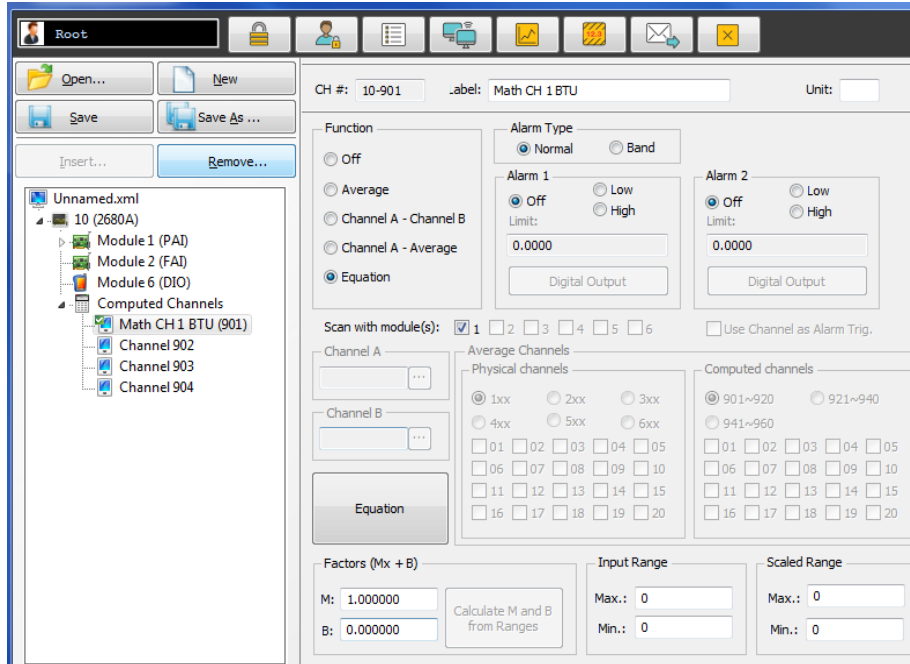 Root
12.3
Open... New
Save Save As ...
Insert... Remove...
Unnamed.xml
10 (2680A)
Module 1 (PAI)
Module 2 (FAI)
Module 6 (DIO)
Computed Channels
Math CH 1 BTU (901)
Channel 902
Channel 903
Channel 904
CH #: 10-901 .abel: Math CH 1 BTU Unit:
Function
Off
Average
Channel A - Channel B
Channel A - Average
Equation
Alarm Type
Normal Band
Alarm 1
Off Low
High
Limit:
0.0000
Digital Output
Alarm 2
Off Low
High
Limit:
0.0000
Digital Output
Scan with module(s): 1 2 3 4 5 6 Use Channel as Alarm Trig.
Channel A
...
Channel B
...
Equation
Average Channels
Physical channels
1xx 2xx 3xx
4xx 5xx 6xx
01 02 03 04 05
06 07 08 09 10
11 12 13 14 15
16 17 18 19 20
Computed channels
901~920 921~940
941~960
01 02 03 04 05
06 07 08 09 10
11 12 13 14 15
16 17 18 19 20
Factors (Mx + B)
M: 1.000000
B: 0.000000
Calculate M and B
from Ranges
Input Range
Max.: 0
Min.: 0
Scaled Range
Max.: 0
Min.: 0